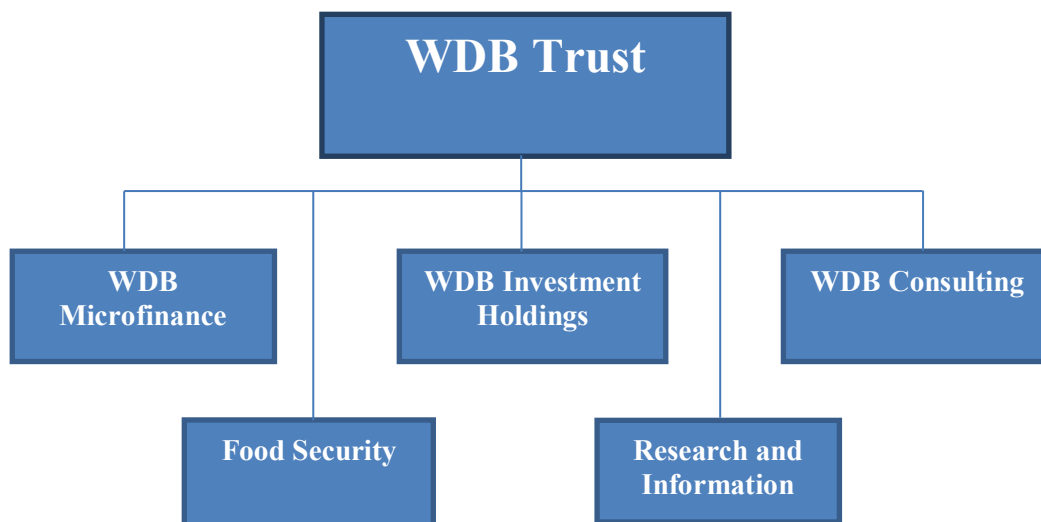 WDB Trust
WDB
Microfinance
WDB Investment
Holdings
WDB Consulting
Food Security
Research and
Information